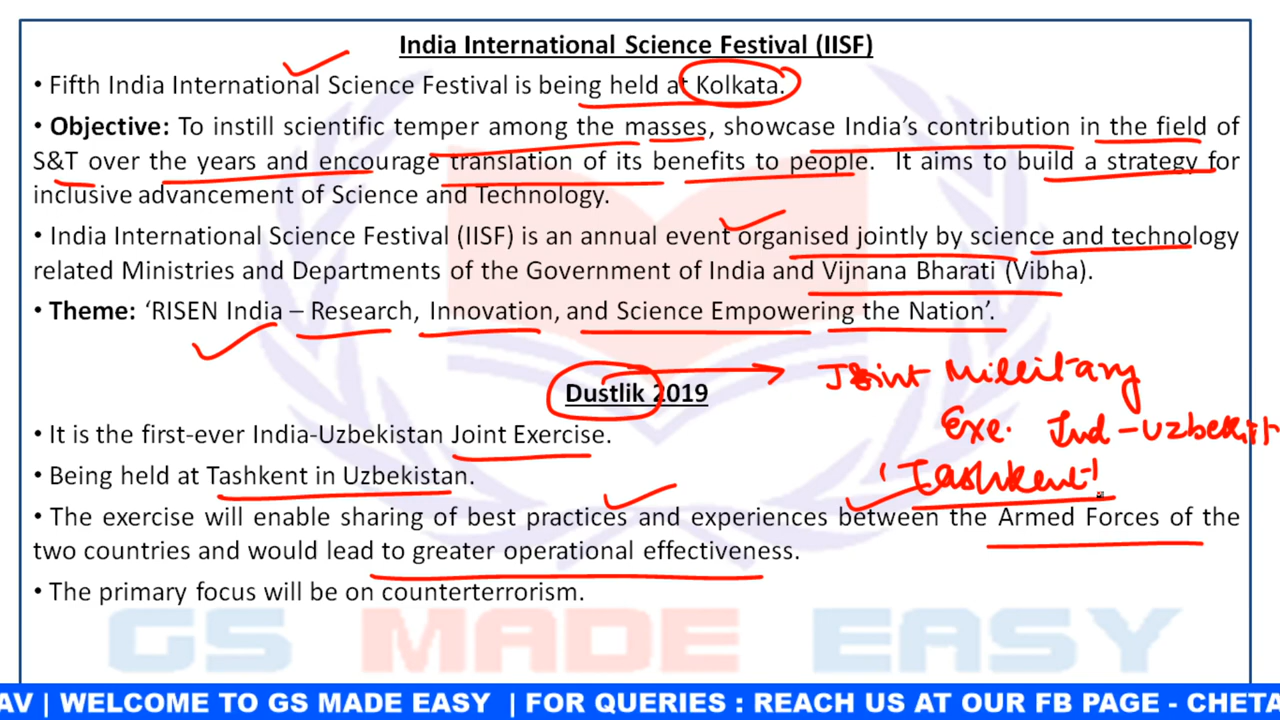 India International Science Festival (IISF)
• Fifth India International Science Festival is being held at Kolkata.
• Objective: To instill scientific temper among the masses, showcase India's contribution in the field of
S&T over the years and encourage translation of its benefits to people. It aims to build a strategy for
inclusive advancement of Science and Technology.
• India International Science Festival (IISF) is an annual event organised jointly by science and technology
related Ministries and Departments of the Government of India and Vijnana Bharati (Vibha).
• Theme: 'RISEN India – Research, Innovation, and Science Empowering the Nation'.
Joint Millitary
Dustlik 2019
Exe. Ind - Uzbekist
• It is the first-ever India-Uzbekistan Joint Exercise.
'Tashkent'
• Being held at Tashkent in Uzbekistan.
• The exercise will enable sharing of best practices and experiences between the Armed Forces of the
two countries and would lead to greater operational effectiveness.
• The primary focus will be on counterterrorism.
GS MADE EASY
AV | WELCOME TO GS MADE EASY | FOR QUERIES : REACH US AT OUR FB PAGE - CHETA